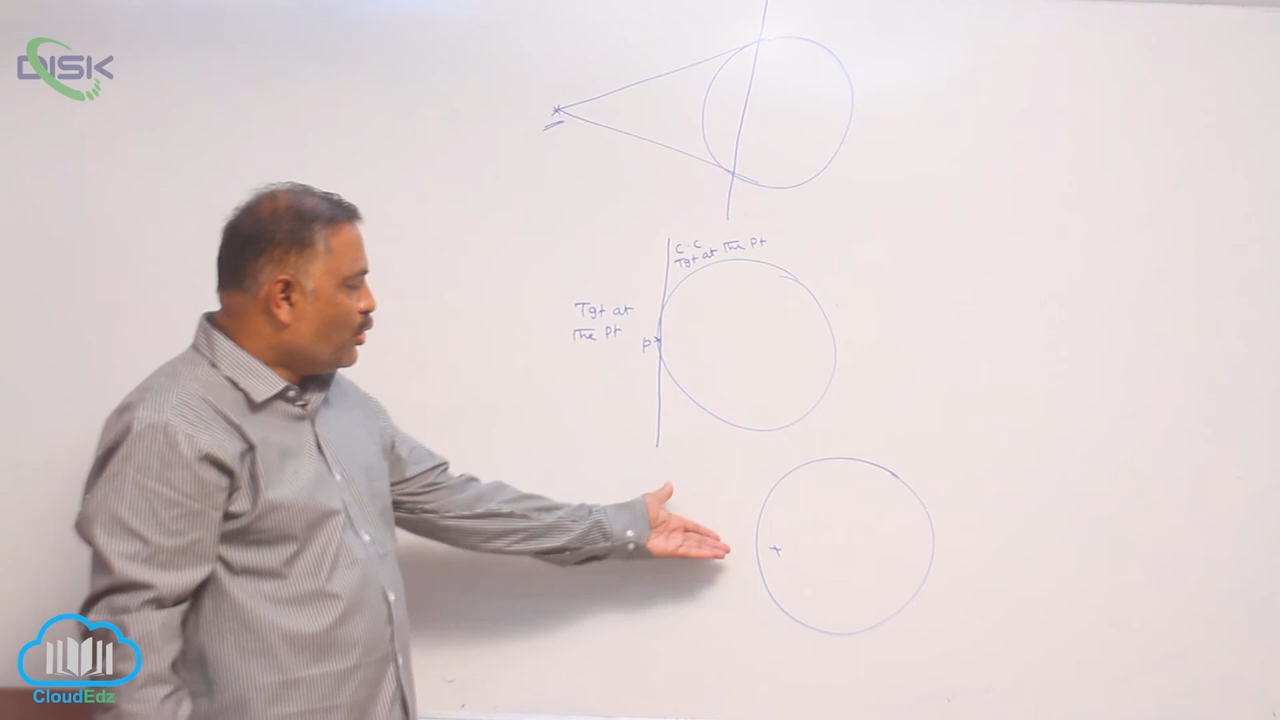 DISK
C.C
Tgt at the Pt
Tgt at
the Pt
P
CloudEdz